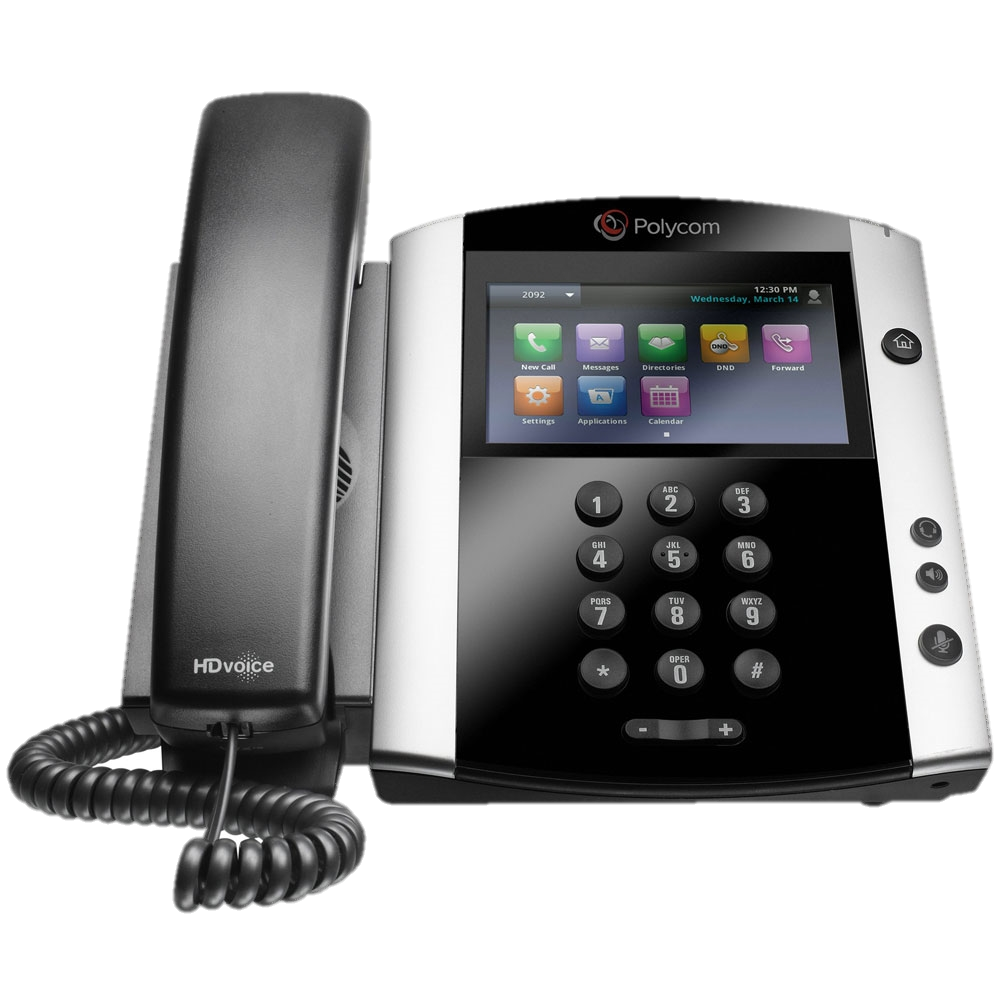 Polycom
2092
12:30 PM
Wednesday, March 14
New Call Messages Directories DND Forward
DND
A
Settings Applications Calendar
1
ABC
2
DEF
3
GHI
4
JKL
5
MNO
6
PQRS
7
TUV
8
WXYZ
9
*
OPER
0
#
- +
HDvoice